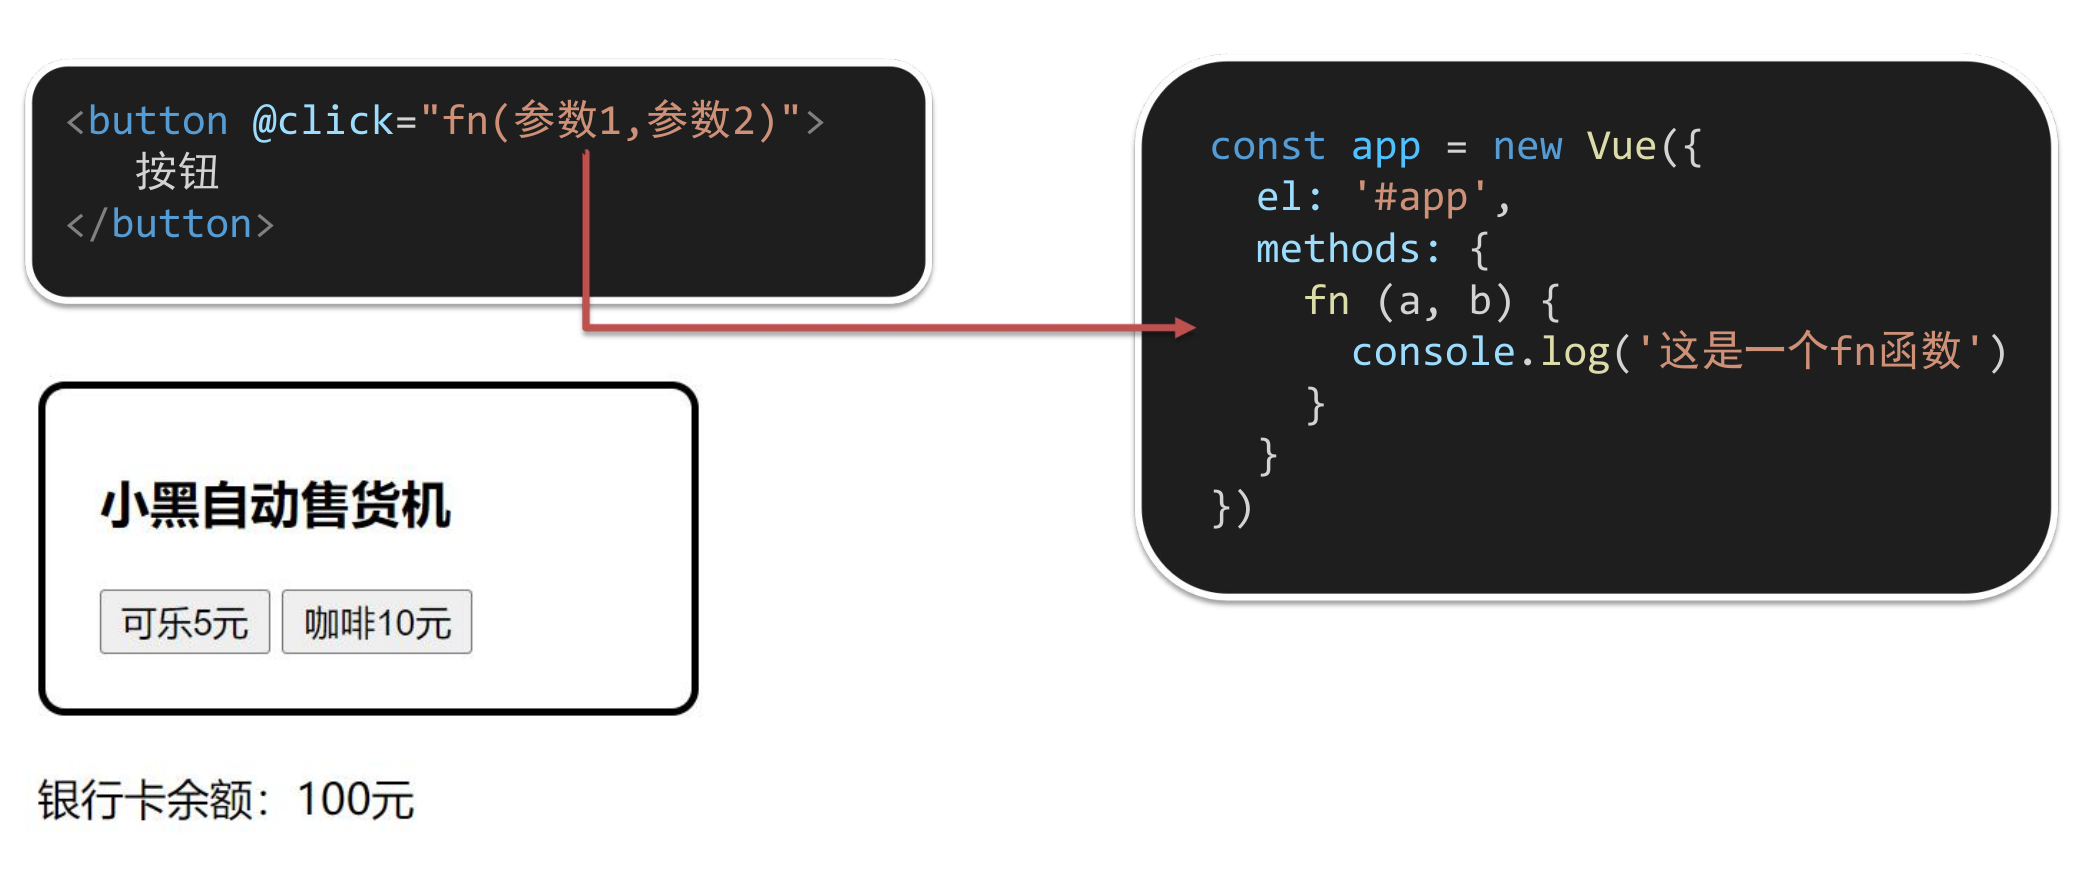 <button @click="fn(参数1,参数2)">
按钮
</button>
const app = new Vue({
el: '#app',
methods: {
fn (a, b) {
console.log('这是一个fn函数')
}
}
})
小黑自动售货机
可乐5元 咖啡10元
银行卡余额：100元